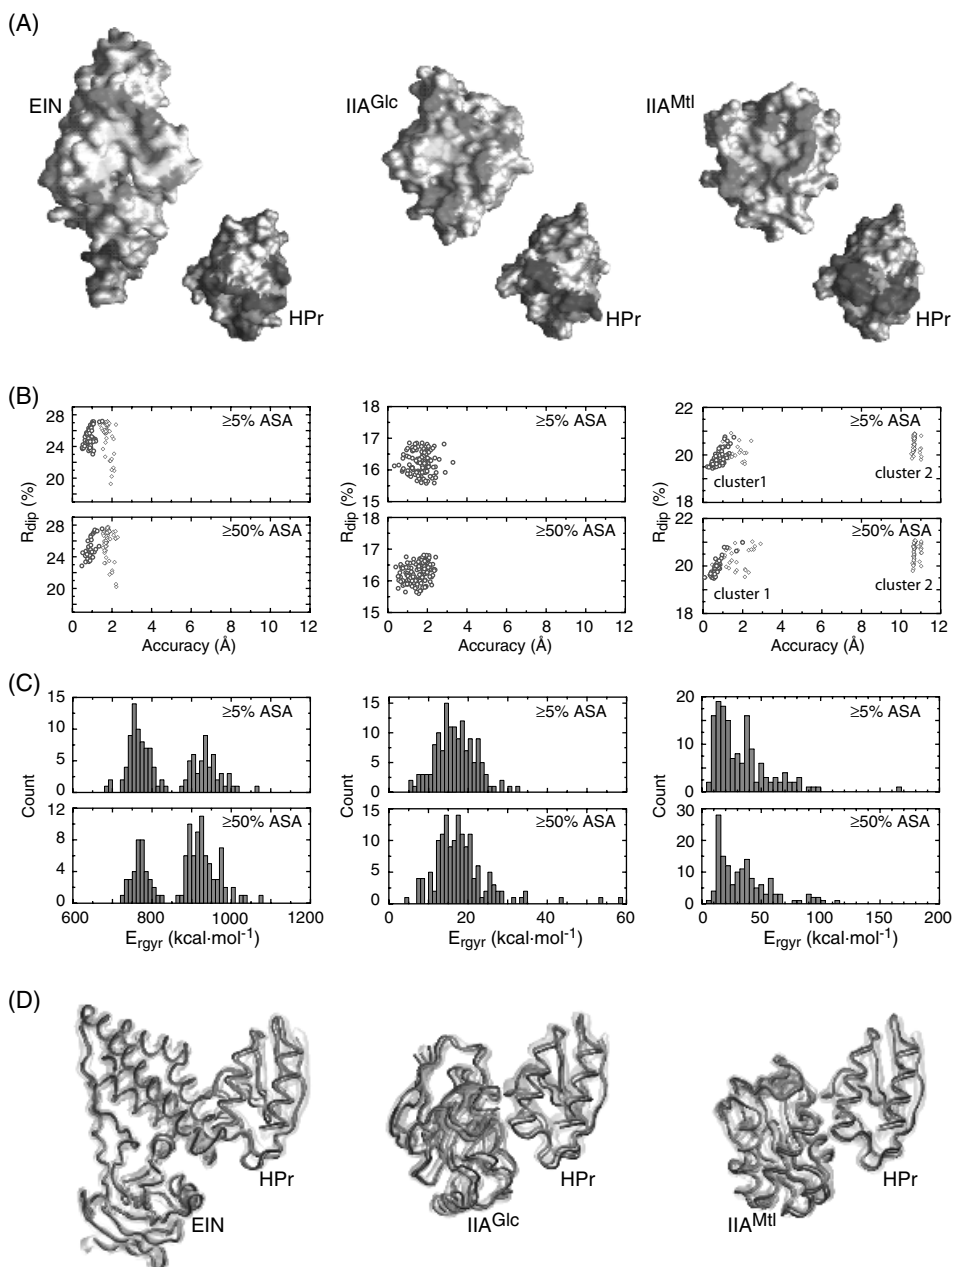 (A)
EIN
IIA^Glc
IIA^Mtl
HPr
HPr
HPr
(B)
28
24
20
≥5% ASA
28
24
20
≥50% ASA
R_dip (%)
0 2 4 6 8 10 12
Accuracy (Å)
18
17
16
15
≥5% ASA
18
17
16
15
≥50% ASA
R_dip (%)
0 2 4 6 8 10 12
Accuracy (Å)
22
20
18
≥5% ASA
cluster1
cluster 2
22
20
18
≥50% ASA
cluster 1
cluster 2
R_dip (%)
0 2 4 6 8 10 12
Accuracy (Å)
(C)
15
10
5
0
≥5% ASA
12
8
4
0
≥50% ASA
Count
600 800 1000 1200
E_rgyr (kcal·mol⁻¹)
15
10
5
0
≥5% ASA
15
10
5
0
≥50% ASA
Count
0 20 40 60
E_rgyr (kcal·mol⁻¹)
20
15
10
5
0
≥5% ASA
30
20
10
0
≥50% ASA
Count
0 50 100 150 200
E_rgyr (kcal·mol⁻¹)
(D)
HPr
EIN
HPr
IIA^Glc
HPr
IIA^Mtl